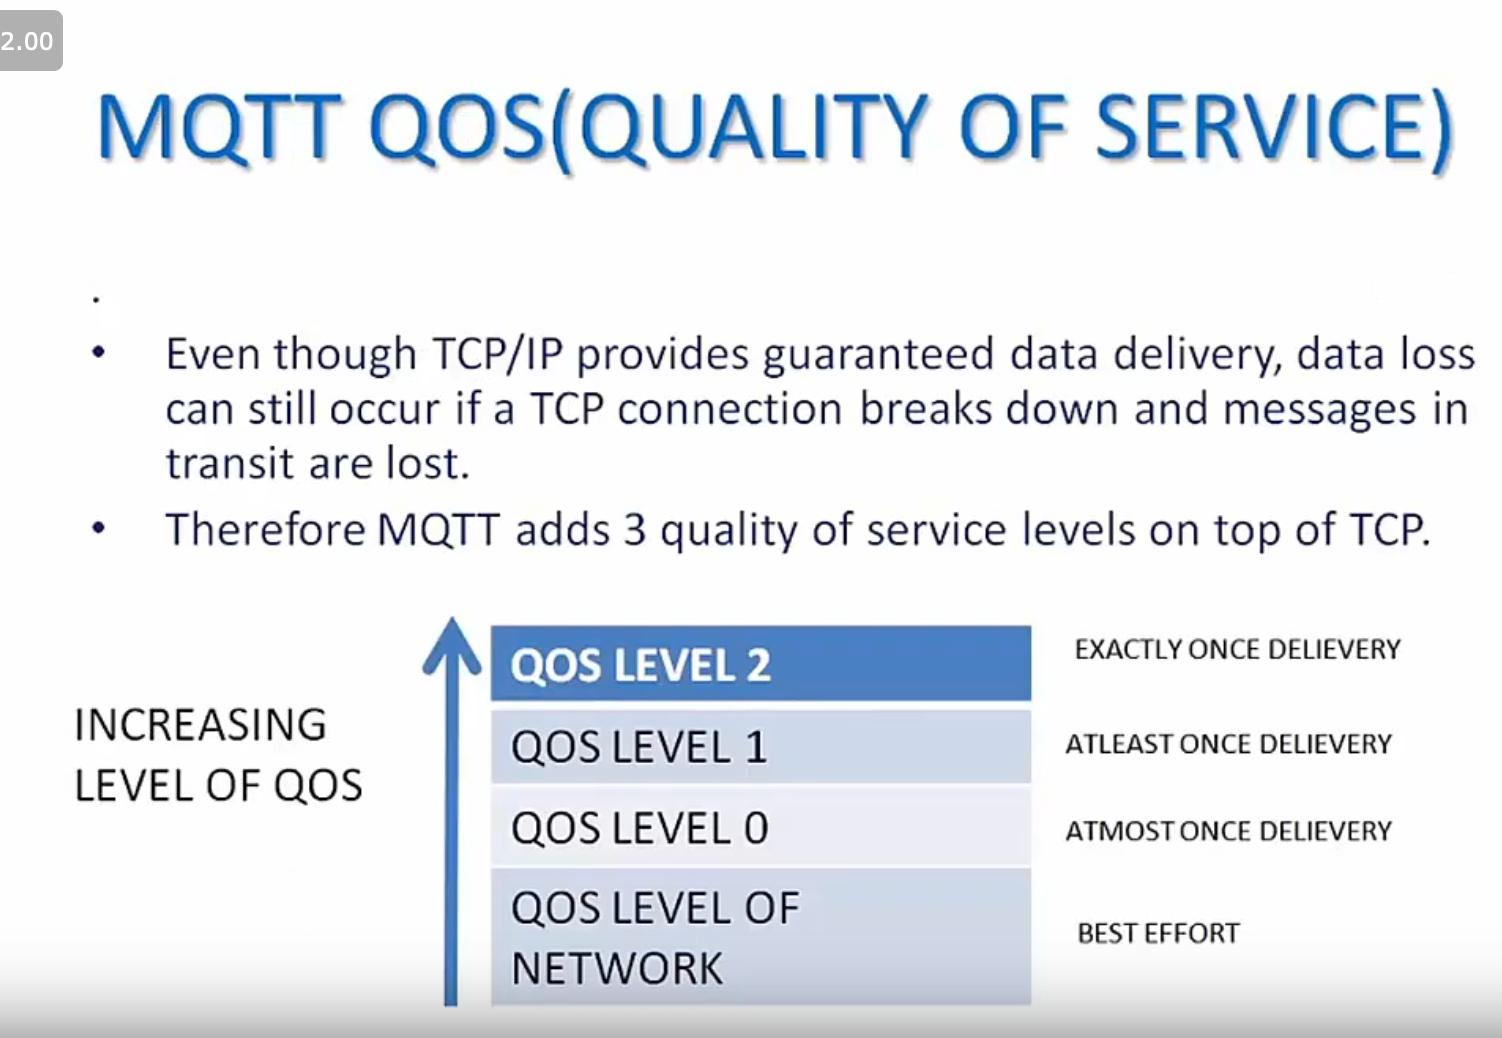 2.00
MQTT QOS(QUALITY OF SERVICE)
• Even though TCP/IP provides guaranteed data delivery, data loss
can still occur if a TCP connection breaks down and messages in
transit are lost.
• Therefore MQTT adds 3 quality of service levels on top of TCP.
INCREASING
LEVEL OF QOS
QOS LEVEL 2
EXACTLY ONCE DELIEVERY
QOS LEVEL 1
ATLEAST ONCE DELIEVERY
QOS LEVEL 0
ATMOST ONCE DELIEVERY
QOS LEVEL OF
NETWORK
BEST EFFORT